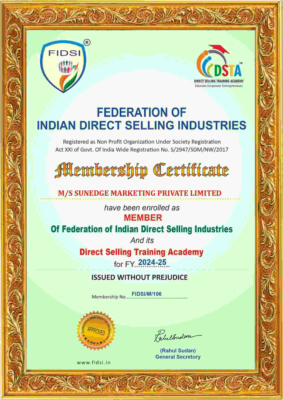 FIDSI
DSTA
DIRECT SELLING TRAINING ACADEMY
Educate Empower Entrepreneurs
FEDERATION OF
INDIAN DIRECT SELLING INDUSTRIES
Registered as Non Profit Organization Under Society Registration
Act XXI of Govt. Of India Wide Registration No. S/2947/SDM/NW/2017
Membership Certificate
M/S SUNEDGE MARKETING PRIVATE LIMITED
have been enrolled as
MEMBER
Of Federation of Indian Direct Selling Industries
And its
Direct Selling Training Academy
for FY 2024-25
ISSUED WITHOUT PREJUDICE
Membership No. FIDSI/M/106
APPROVED
(Rahul Sudan)
General Secretary
www.fidsi.in